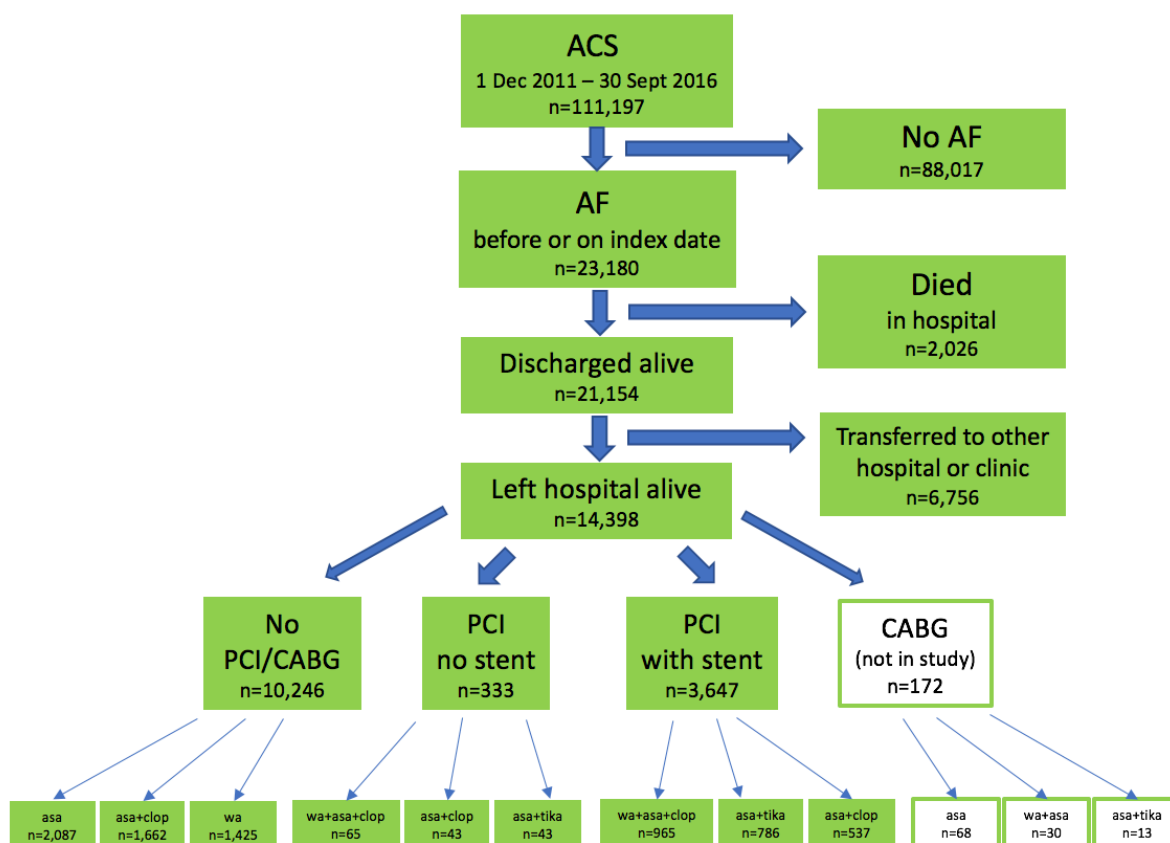 ACS
1 Dec 2011 – 30 Sept 2016
n=111,197
No AF
n=88,017
AF
before or on index date
n=23,180
Died
in hospital
n=2,026
Discharged alive
n=21,154
Transferred to other
hospital or clinic
n=6,756
Left hospital alive
n=14,398
No
PCI/CABG
n=10,246
PCI
no stent
n=333
PCI
with stent
n=3,647
CABG
(not in study)
n=172
asa
n=2,087
asa+clop
n=1,662
wa
n=1,425
wa+asa+clop
n=65
asa+clop
n=43
asa+tika
n=43
wa+asa+clop
n=965
asa+tika
n=786
asa+clop
n=537
asa
n=68
wa+asa
n=30
asa+tika
n=13